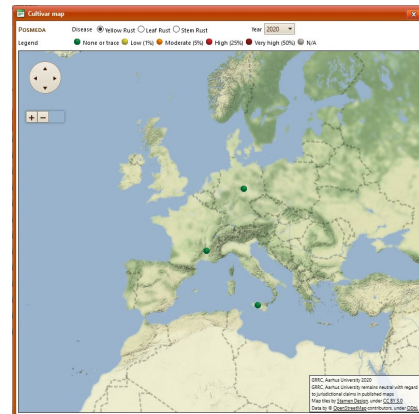 Cultivar map
POSMEDA Disease Yellow Rust Leaf Rust Stem Rust Year 2020
Legend None or trace Low (1%) Moderate (5%) High (25%) Very high (50%) N/A
+ −
GRRC, Aarhus University 2020
GRRC, Aarhus University remains neutral with regard
to jurisdictional claims in published maps
Map tiles by Stamen Design, under CC BY 3.0
Data by © OpenStreetMap contributors, under ODbL